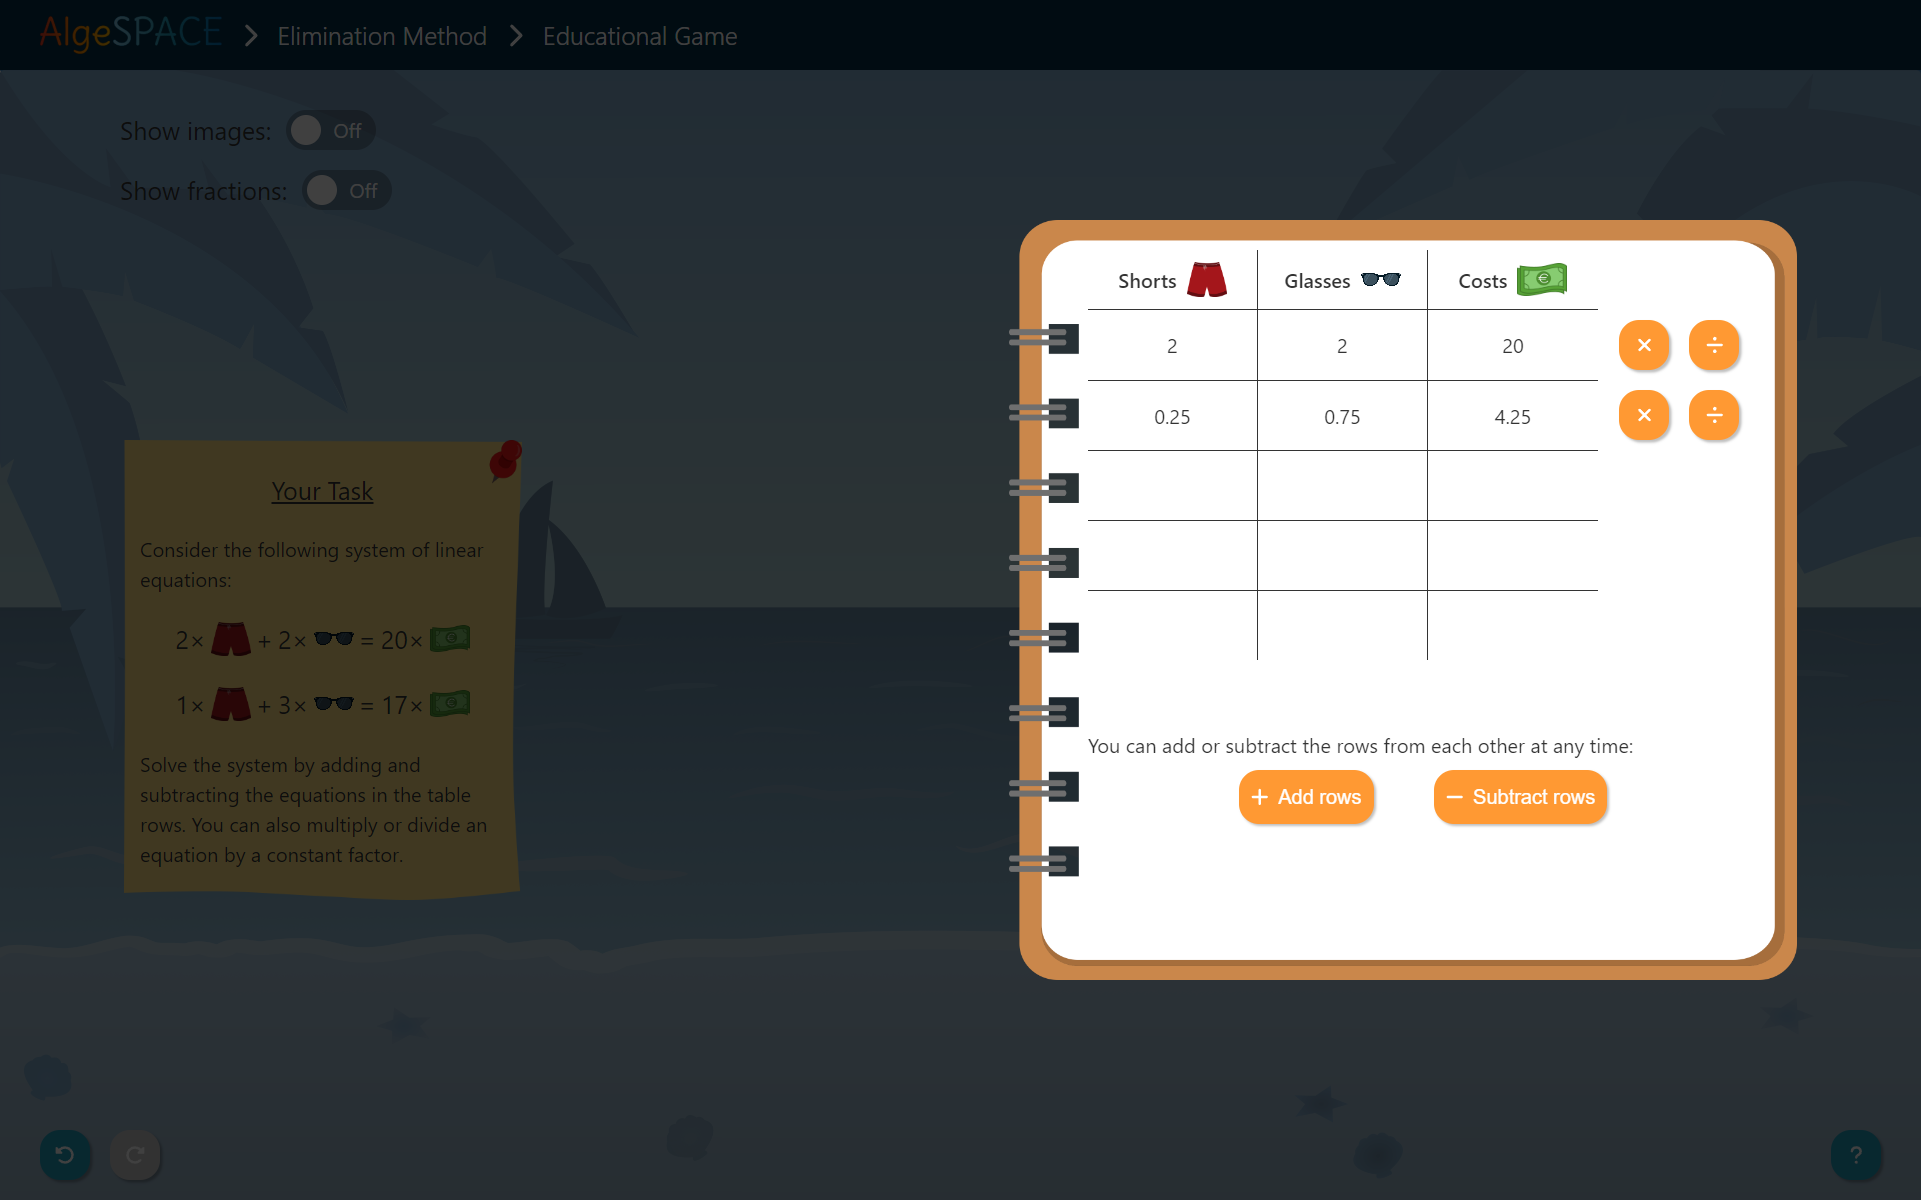 AlgeSPACE > Elimination Method > Educational Game
Show images: Off
Show fractions: Off
Your Task
Consider the following system of linear
equations:
2× + 2× = 20×
1× + 3× = 17×
Solve the system by adding and
subtracting the equations in the table
rows. You can also multiply or divide an
equation by a constant factor.
Shorts Glasses Costs
2 2 20 × ÷
0.25 0.75 4.25 × ÷
You can add or subtract the rows from each other at any time:
+ Add rows − Subtract rows
?